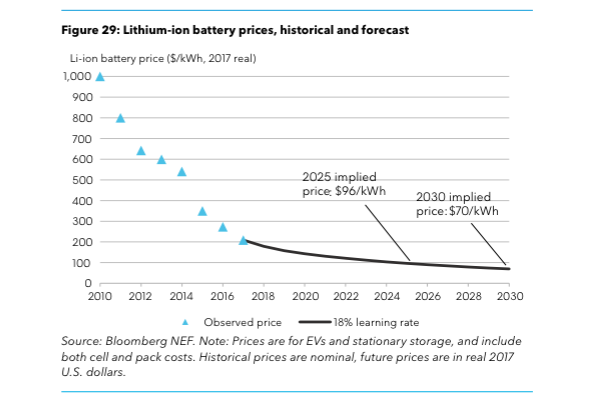 Figure 29: Lithium-ion battery prices, historical and forecast
Li-ion battery price ($/kWh, 2017 real)
1,000
900
800
700
600
500
400
300
200
100
0
2025 implied
price: $96/kWh
2030 implied
price: $70/kWh
2010 2012 2014 2016 2018 2020 2022 2024 2026 2028 2030
Observed price 18% learning rate
Source: Bloomberg NEF. Note: Prices are for EVs and stationary storage, and include
both cell and pack costs. Historical prices are nominal, future prices are in real 2017
U.S. dollars.